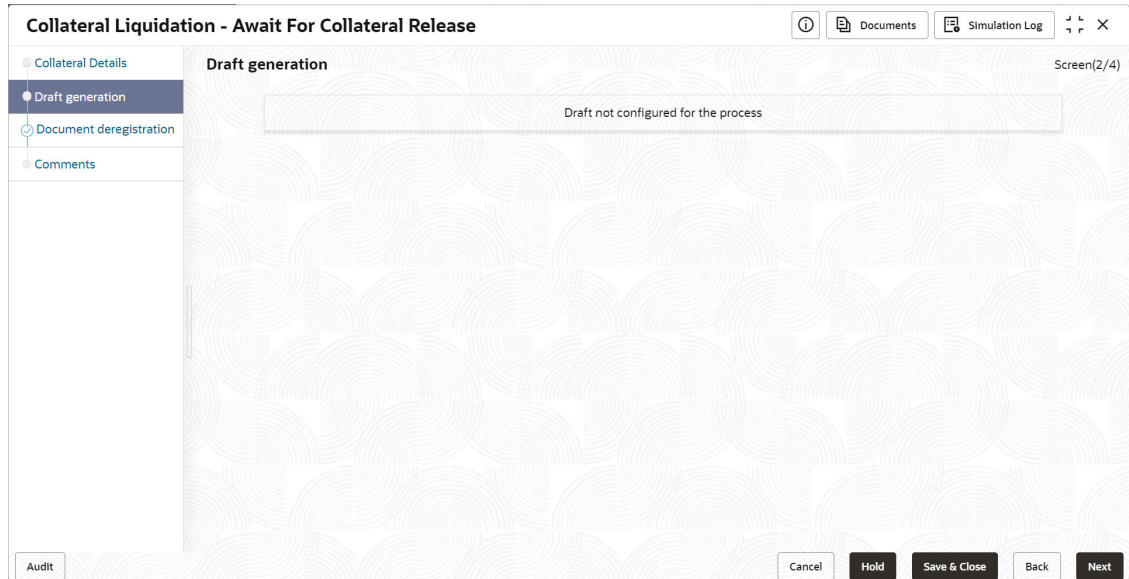 Collateral Liquidation - Await For Collateral Release
Documents
Simulation Log
Collateral Details
Draft generation
Document deregistration
Comments
Draft generation
Screen(2/4)
Draft not configured for the process
Audit
Cancel
Hold
Save & Close
Back
Next